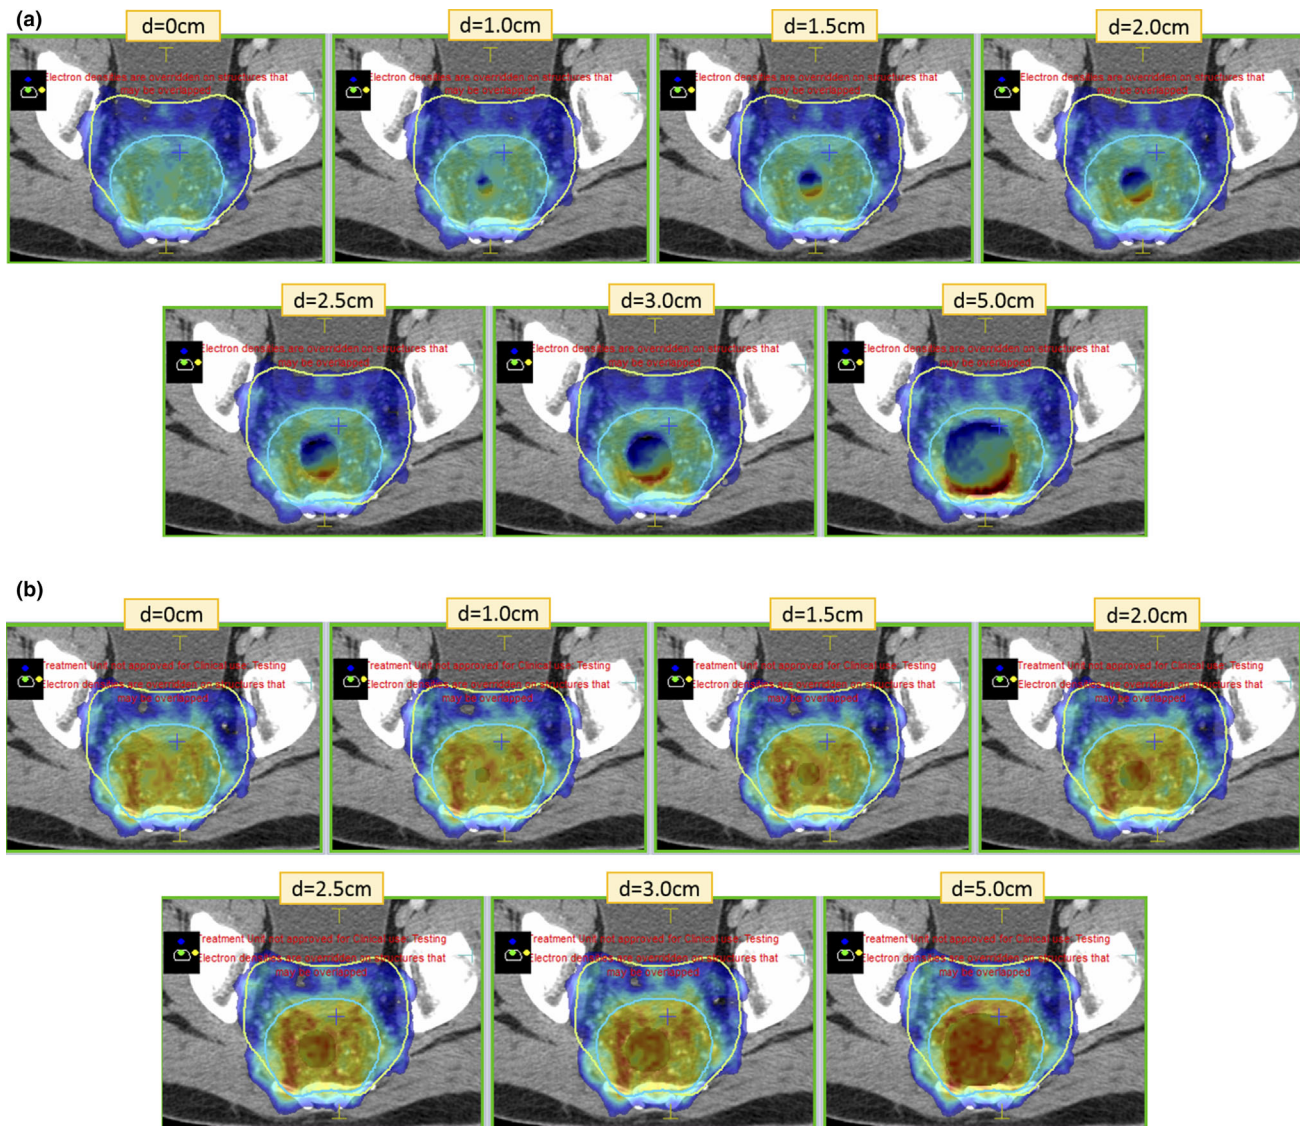 (a)
d=0cm
d=1.0cm
d=1.5cm
d=2.0cm
Electron densities are overridden on structures that
may be overlapped
Electron densities are overridden on structures that
may be overlapped
Electron densities are overridden on structures that
may be overlapped
Electron densities are overridden on structures that
may be overlapped
d=2.5cm
d=3.0cm
d=5.0cm
Electron densities are overridden on structures that
may be overlapped
Electron densities are overridden on structures that
may be overlapped
Electron densities are overridden on structures that
may be overlapped
(b)
d=0cm
d=1.0cm
d=1.5cm
d=2.0cm
Treatment Unit not approved for Clinical use: Testing
Electron densities are overridden on structures that
may be overlapped
Treatment Unit not approved for Clinical use: Testing
Electron densities are overridden on structures that
may be overlapped
Treatment Unit not approved for Clinical use: Testing
Electron densities are overridden on structures that
may be overlapped
Treatment Unit not approved for Clinical use: Testing
Electron densities are overridden on structures that
may be overlapped
d=2.5cm
d=3.0cm
d=5.0cm
Treatment Unit not approved for Clinical use: Testing
Electron densities are overridden on structures that
may be overlapped
Treatment Unit not approved for Clinical use: Testing
Electron densities are overridden on structures that
may be overlapped
Treatment Unit not approved for Clinical use: Testing
Electron densities are overridden on structures that
may be overlapped